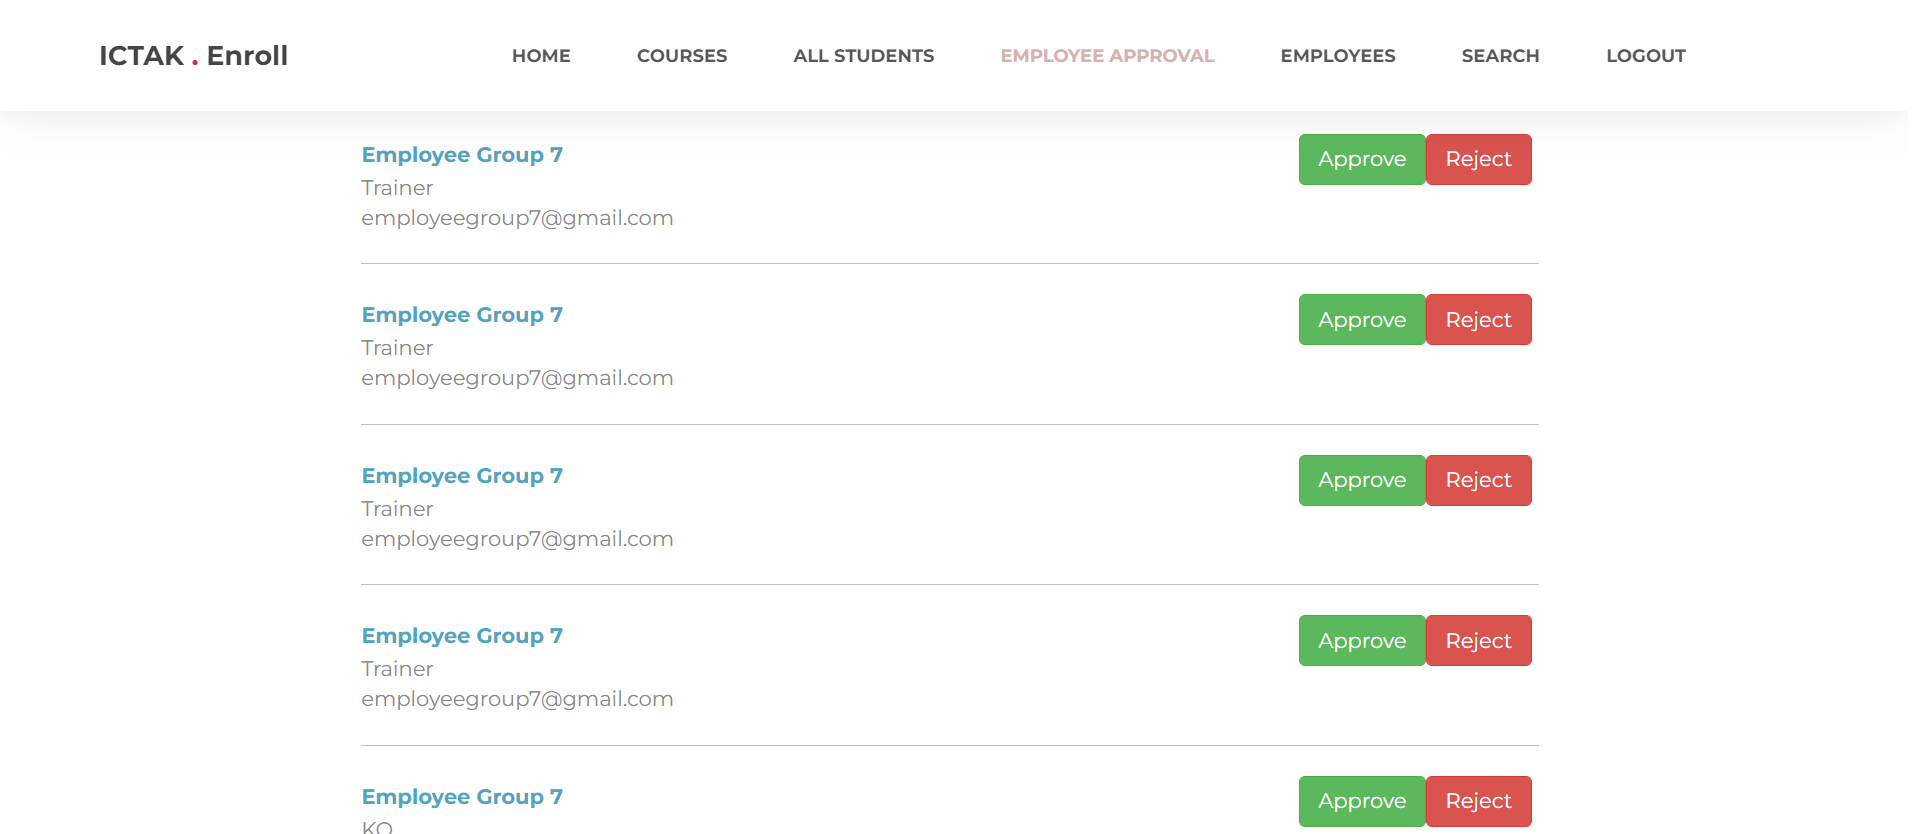 ICTAK . Enroll
HOME COURSES ALL STUDENTS EMPLOYEE APPROVAL EMPLOYEES SEARCH LOGOUT
Employee Group 7
Trainer
employeegroup7@gmail.com
Approve Reject
Employee Group 7
Trainer
employeegroup7@gmail.com
Approve Reject
Employee Group 7
Trainer
employeegroup7@gmail.com
Approve Reject
Employee Group 7
Trainer
employeegroup7@gmail.com
Approve Reject
Employee Group 7
KO
Approve Reject